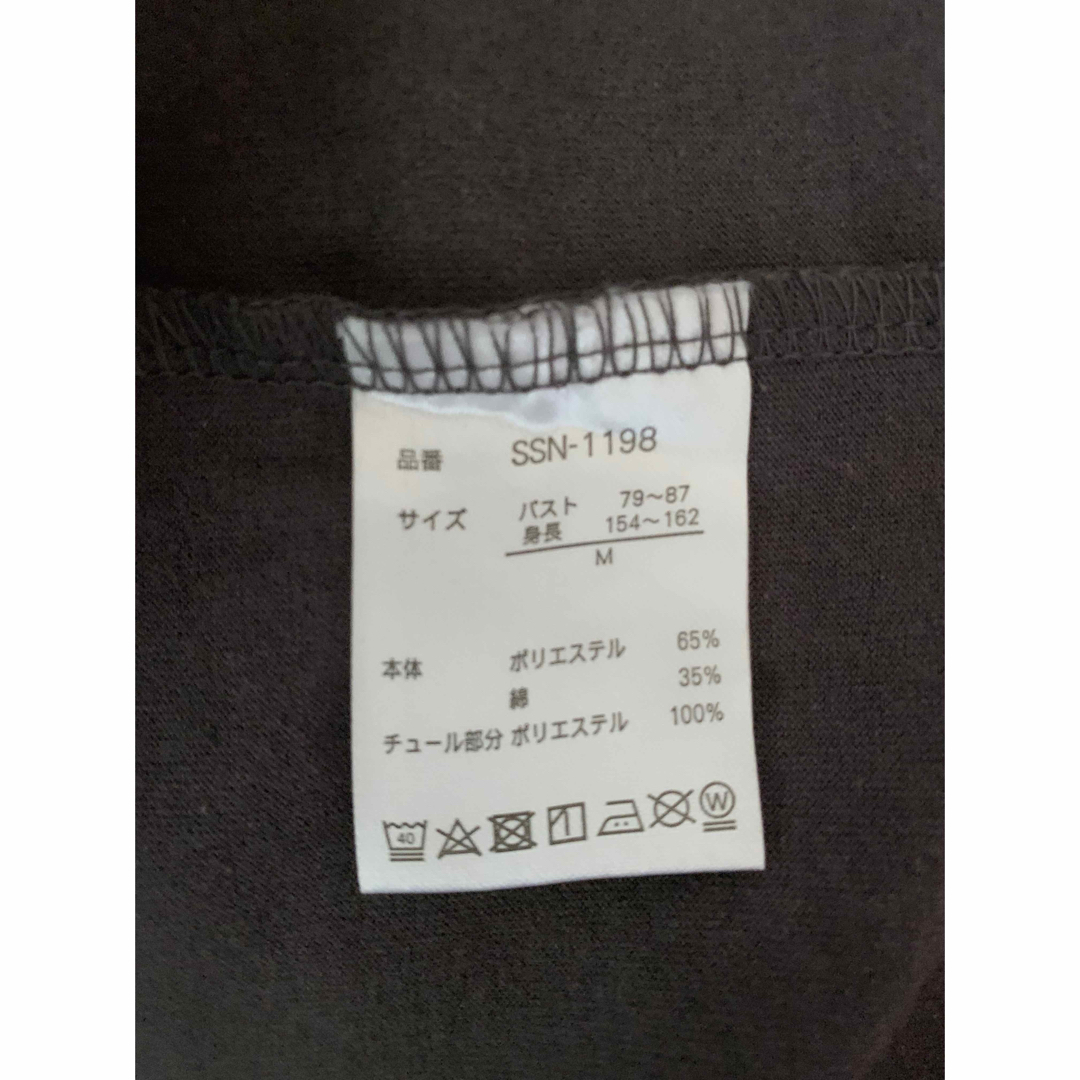 品番 SSN-1198
サイズ バスト 79～87
身長 154～162
M
本体 ポリエステル 65%
綿 35%
チュール部分 ポリエステル 100%
40 W